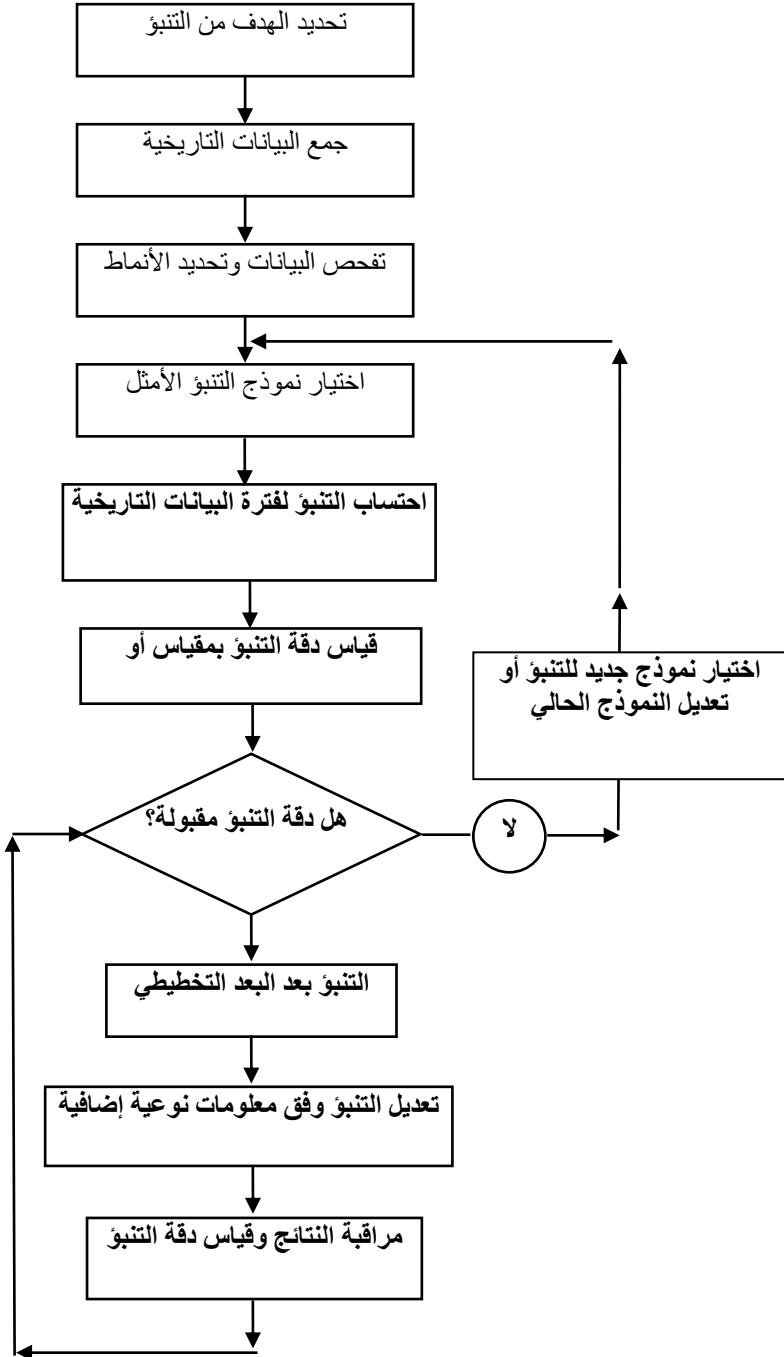 تحديد الهدف من التنبؤ
جمع البيانات التاريخية
تفحص البيانات وتحديد الأنماط
اختيار نموذج التنبؤ الأمثل
احتساب التنبؤ لفترة البيانات التاريخية
قياس دقة التنبؤ بمقياس أو
اختيار نموذج جديد للتنبؤ أو
تعديل النموذج الحالي
هل دقة التنبؤ مقبولة؟
لا
التنبؤ بعد البعد التخطيطي
تعديل التنبؤ وفق معلومات نوعية إضافية
مراقبة النتائج وقياس دقة التنبؤ